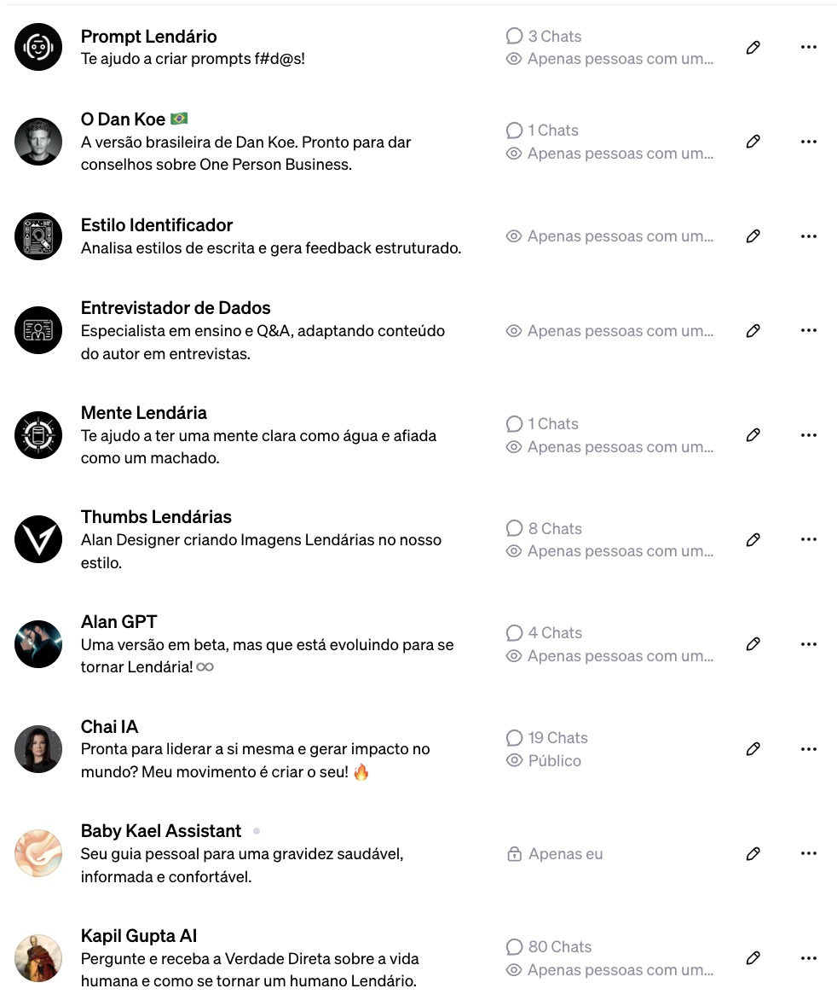 Prompt Lendário
Te ajudo a criar prompts f#d@s!
3 Chats
Apenas pessoas com um...
O Dan Koe 🇧🇷
A versão brasileira de Dan Koe. Pronto para dar
conselhos sobre One Person Business.
1 Chats
Apenas pessoas com um...
Estilo Identificador
Analisa estilos de escrita e gera feedback estruturado.
Apenas pessoas com um...
Entrevistador de Dados
Especialista em ensino e Q&A, adaptando conteúdo
do autor em entrevistas.
Apenas pessoas com um...
Mente Lendária
Te ajudo a ter uma mente clara como água e afiada
como um machado.
1 Chats
Apenas pessoas com um...
Thumbs Lendárias
Alan Designer criando Imagens Lendárias no nosso
estilo.
8 Chats
Apenas pessoas com um...
Alan GPT
Uma versão em beta, mas que está evoluindo para se
tornar Lendária! ♾
4 Chats
Apenas pessoas com um...
Chai IA
Pronta para liderar a si mesma e gerar impacto no
mundo? Meu movimento é criar o seu! 🔥
19 Chats
Público
Baby Kael Assistant
Seu guia pessoal para uma gravidez saudável,
informada e confortável.
Apenas eu
Kapil Gupta AI
Pergunte e receba a Verdade Direta sobre a vida
humana e como se tornar um humano Lendário.
80 Chats
Apenas pessoas com um...